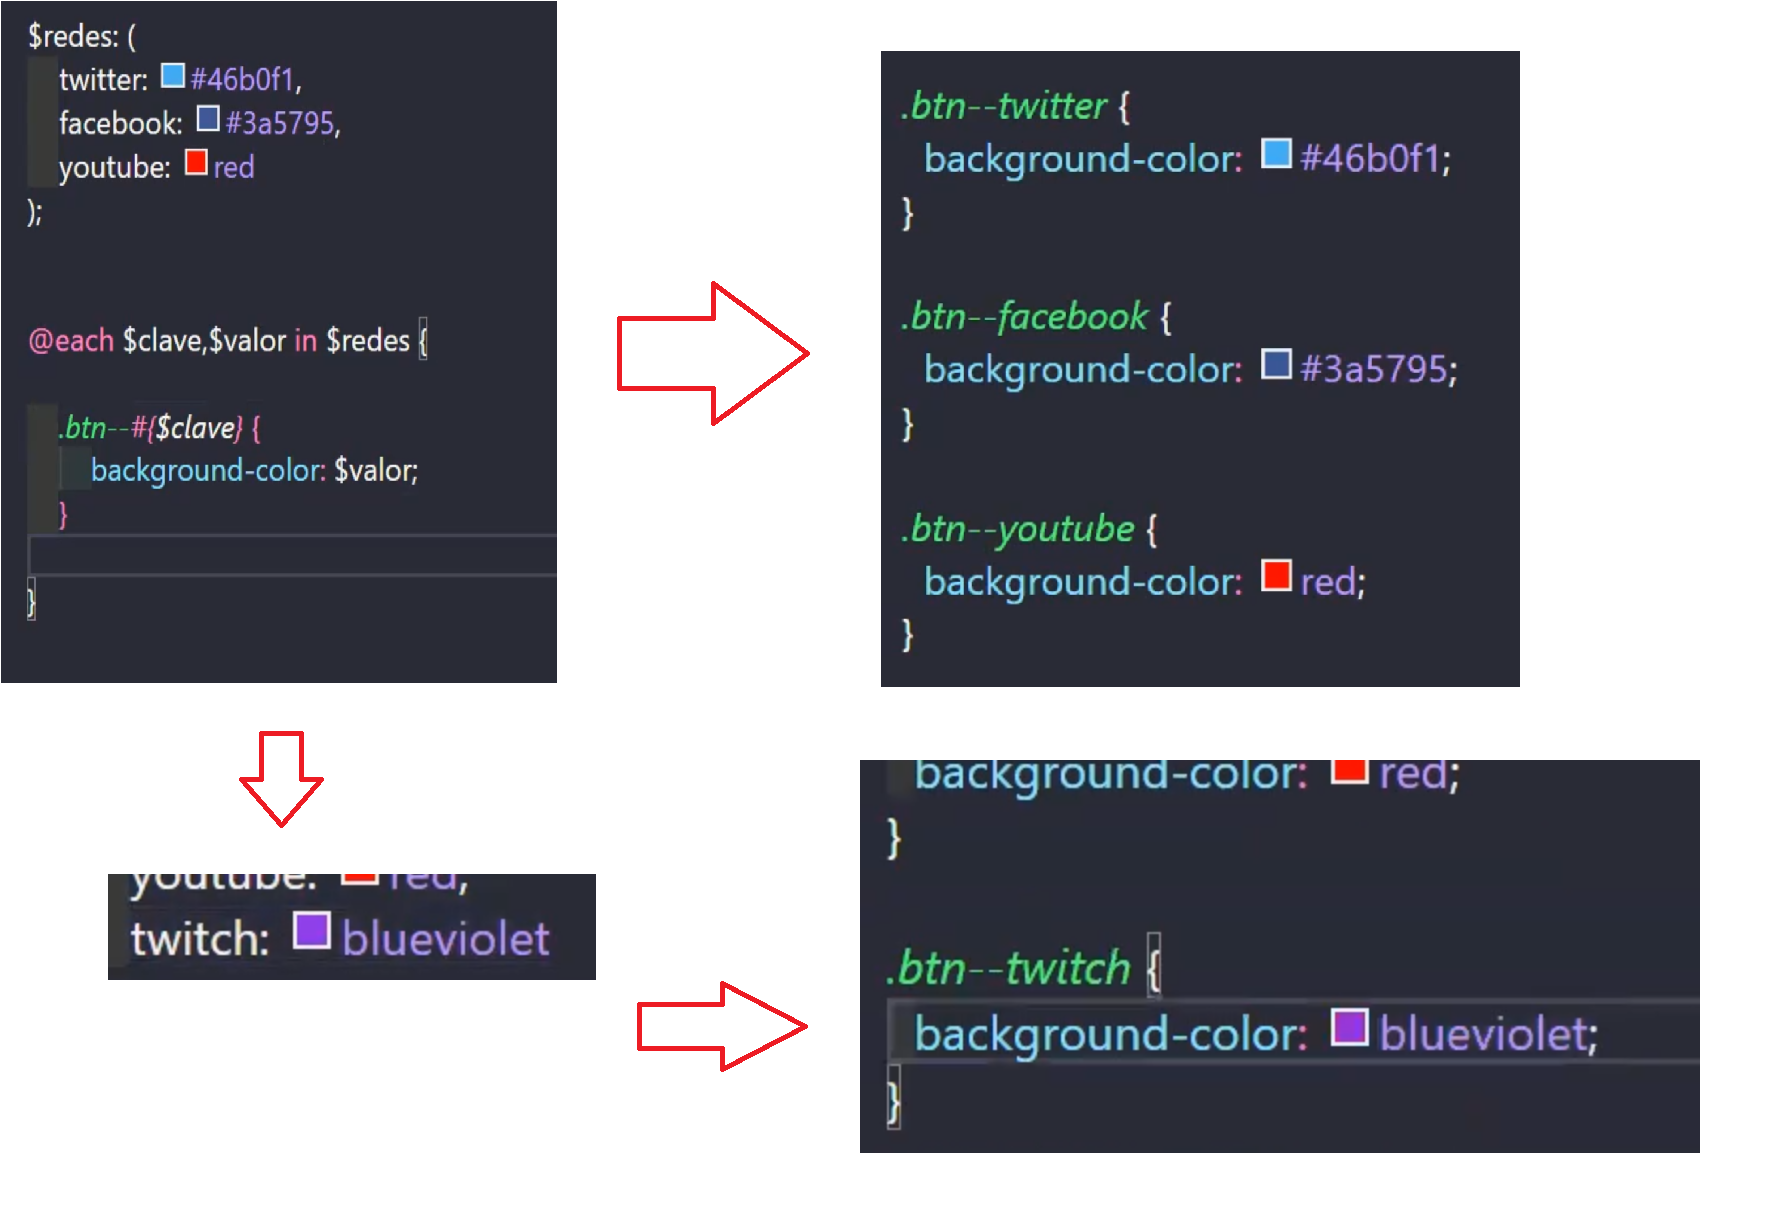 $redes: (
twitter: #46b0f1,
facebook: #3a5795,
youtube: red
);
@each $clave,$valor in $redes {
.btn--#{$clave} {
background-color: $valor;
}
}
.btn--twitter {
background-color: #46b0f1;
}
.btn--facebook {
background-color: #3a5795;
}
.btn--youtube {
background-color: red;
}
youtube: red,
twitch: blueviolet
background-color: red;
}
.btn--twitch {
background-color: blueviolet;
}